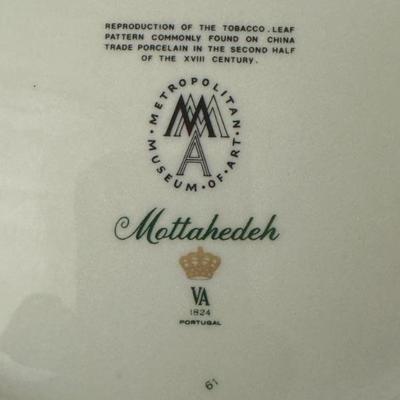 REPRODUCTION OF THE TOBACCO.LEAF
PATTERN COMMONLY FOUND ON CHINA
TRADE PORCELAIN IN THE SECOND HALF
OF THE XVIII CENTURY.
METROPOLITAN · MUSEUM · OF · ART ·
MMA
Mottahedeh
VA
1824
PORTUGAL
61